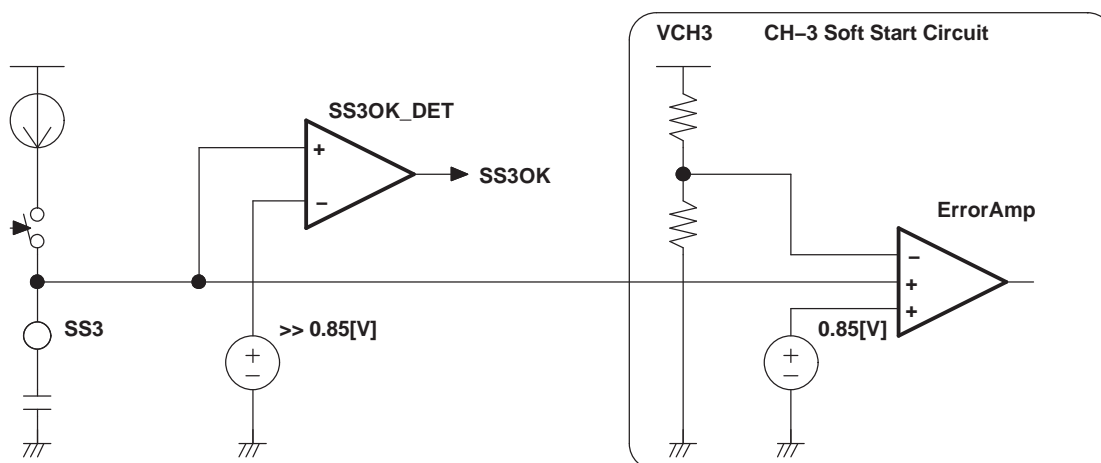 VCH3 CH−3 Soft Start Circuit
SS3OK_DET
+
−
SS3OK
ErrorAmp
−
+
+
SS3
>> 0.85[V]
+
−
0.85[V]
+
−